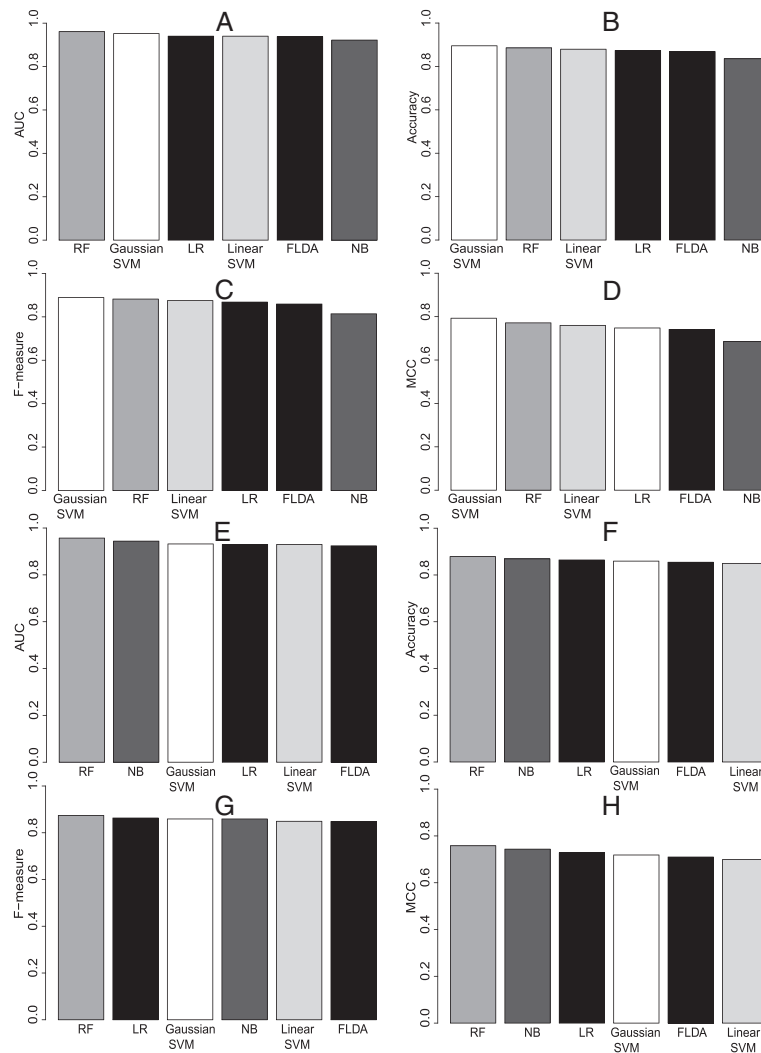 A
AUC
0.0 0.2 0.4 0.6 0.8 1.0
RF Gaussian SVM LR Linear SVM FLDA NB
B
Accuracy
0.0 0.2 0.4 0.6 0.8 1.0
Gaussian SVM RF Linear SVM LR FLDA NB
C
F−measure
0.0 0.2 0.4 0.6 0.8 1.0
Gaussian SVM RF Linear SVM LR FLDA NB
D
MCC
0.0 0.2 0.4 0.6 0.8 1.0
Gaussian SVM RF Linear SVM LR FLDA NB
E
AUC
0.0 0.2 0.4 0.6 0.8 1.0
RF NB Gaussian SVM LR Linear SVM FLDA
F
Accuracy
0.0 0.2 0.4 0.6 0.8 1.0
RF NB LR Gaussian SVM FLDA Linear SVM
G
F−measure
0.0 0.2 0.4 0.6 0.8 1.0
RF LR Gaussian SVM NB Linear SVM FLDA
H
MCC
0.0 0.2 0.4 0.6 0.8 1.0
RF NB LR Gaussian SVM FLDA Linear SVM